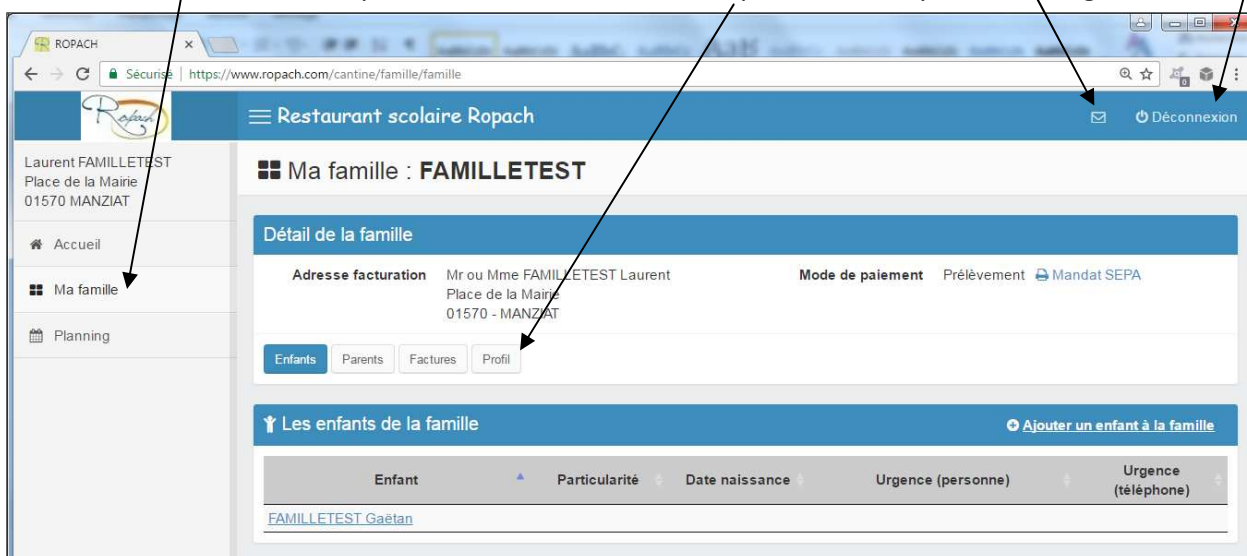 ROPACH
Sécurisé | https://www.ropach.com/cantine/famille/famille
Ropach
Restaurant scolaire Ropach
Déconnexion
Laurent FAMILLETEST
Place de la Mairie
01570 MANZIAT
Accueil
Ma famille
Planning
Ma famille : FAMILLETEST
Détail de la famille
Adresse facturation Mr ou Mme FAMILLETEST Laurent
Place de la Mairie
01570 - MANZIAT
Mode de paiement Prélèvement Mandat SEPA
Enfants Parents Factures Profil
Les enfants de la famille Ajouter un enfant à la famille
Enfant Particularité Date naissance Urgence (personne) Urgence (téléphone)
FAMILLETEST Gaëtan